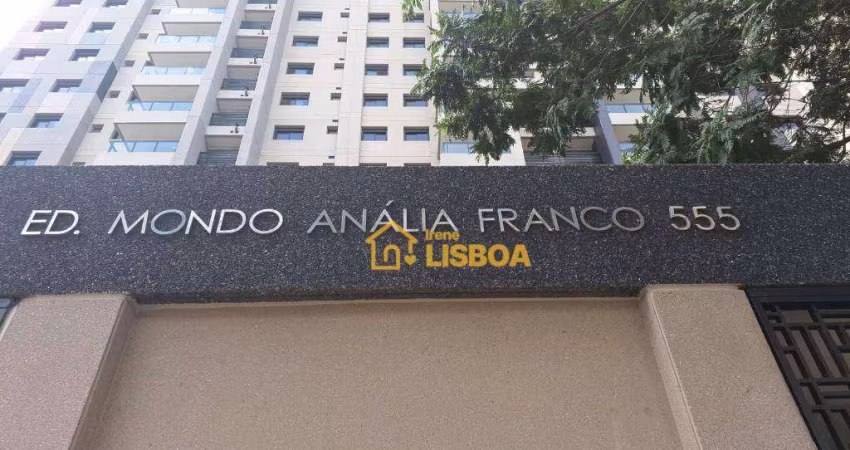 ED. MONDO ANÁLIA FRANCO 555
Irene
LISBOA